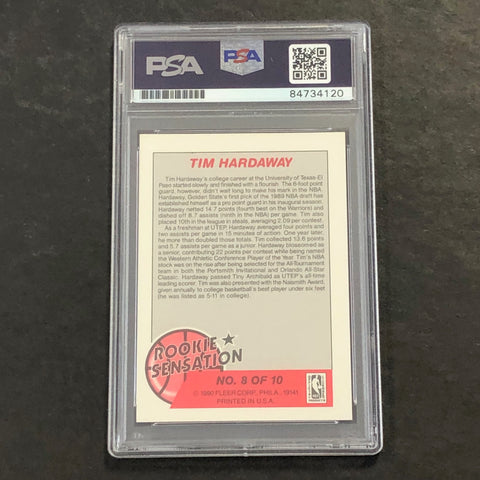 PSA
PSA
84734120
TIM HARDAWAY
Tim Hardaway's college career at the University of Texas-El
Paso started slowly and finished with a flourish. The 6-foot point
guard, however, didn't wait long to make his mark in the NBA.
Hardaway, Golden State's first pick of the 1989 NBA draft has
established himself as a pro point guard in his inaugural season.
Hardaway netted 14.7 points (fourth best on the Warriors) and
dished off 8.7 assists (ninth in the NBA) per game. Tim also
placed 10th in the league in steals, averaging 2.09 per contest.
As a freshman at UTEP, Hardaway averaged four points and
two assists per game in 15 minutes of action. One year later,
he more than doubled those totals. Tim collected 13.6 points
and 5.7 assists per game as a junior. Hardaway blossomed as
a senior, contributing 22 points per contest while being named
the Western Athletic Conference Player of the Year. Tim's NBA
stock was on the rise after being selected for the All-Tournament
team in both the Portsmith Invitational and Orlando All-Star
Classic. Hardaway passed Tiny Archibald as UTEP's all-time
leading scorer. Tim was also presented with the Naismith Award,
given annually to college basketball's best player under six feet
(he was listed as 5-11 in college).
ROOKIE
SENSATION
NO. 8 OF 10
© 1990 FLEER CORP., PHILA., 19141
PRINTED IN U.S.A.
NBA